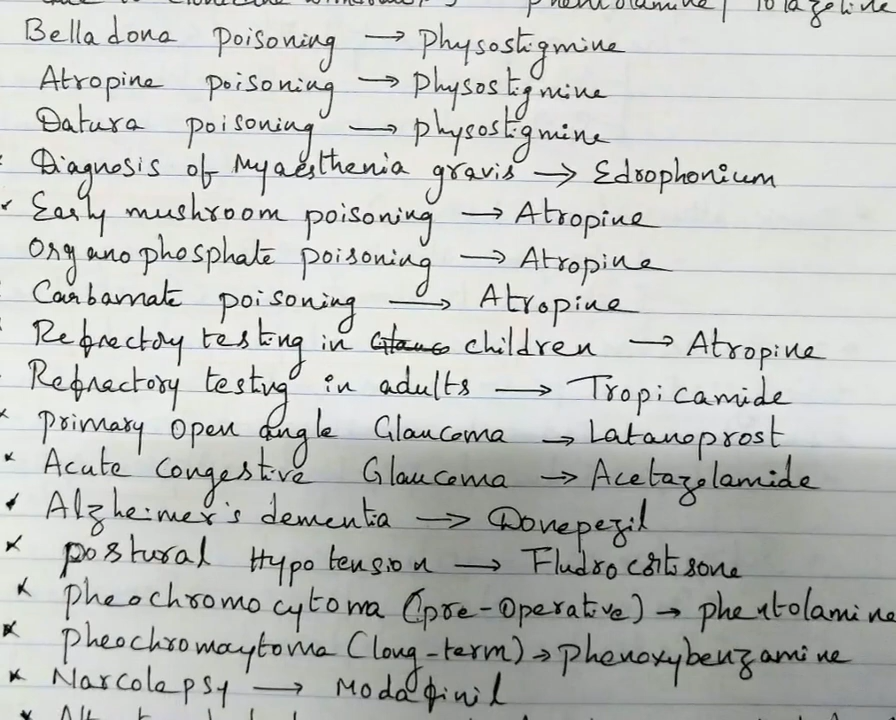 phentolamine / Tolazoline
Belladona poisoning → Physostigmine
Atropine poisoning → Physostigmine
Datura poisoning → physostigmine
Diagnosis of Myaesthenia gravis → Edrophonium
Early mushroom poisoning → Atropine
Organophosphate poisoning → Atropine
Carbamate poisoning → Atropine
Refractory testing in children → Atropine
Refractory testing in adults → Tropicamide
primary open angle Glaucoma → Latanoprost
Acute Congestive Glaucoma → Acetazolamide
Alzheimer's dementia → Donepezil
postural Hypotension → Fludrocortisone
pheochromocytoma (pre-operative) → phentolamine
pheochromocytoma (long-term) → phenoxybenzamine
Narcolepsy → Modafinil